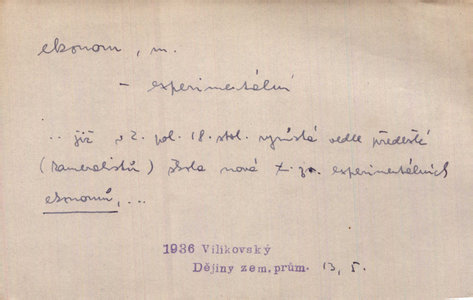 ekonom, m.
– experimentální
.. již v 2. pol. 18. stol. vyrůstá vedle předešlé
(kameralistů) škola nová t. zv. experimentálních
ekonomů, ...
1936 Vilikovský
Dějiny zem. prům. 13, 5.